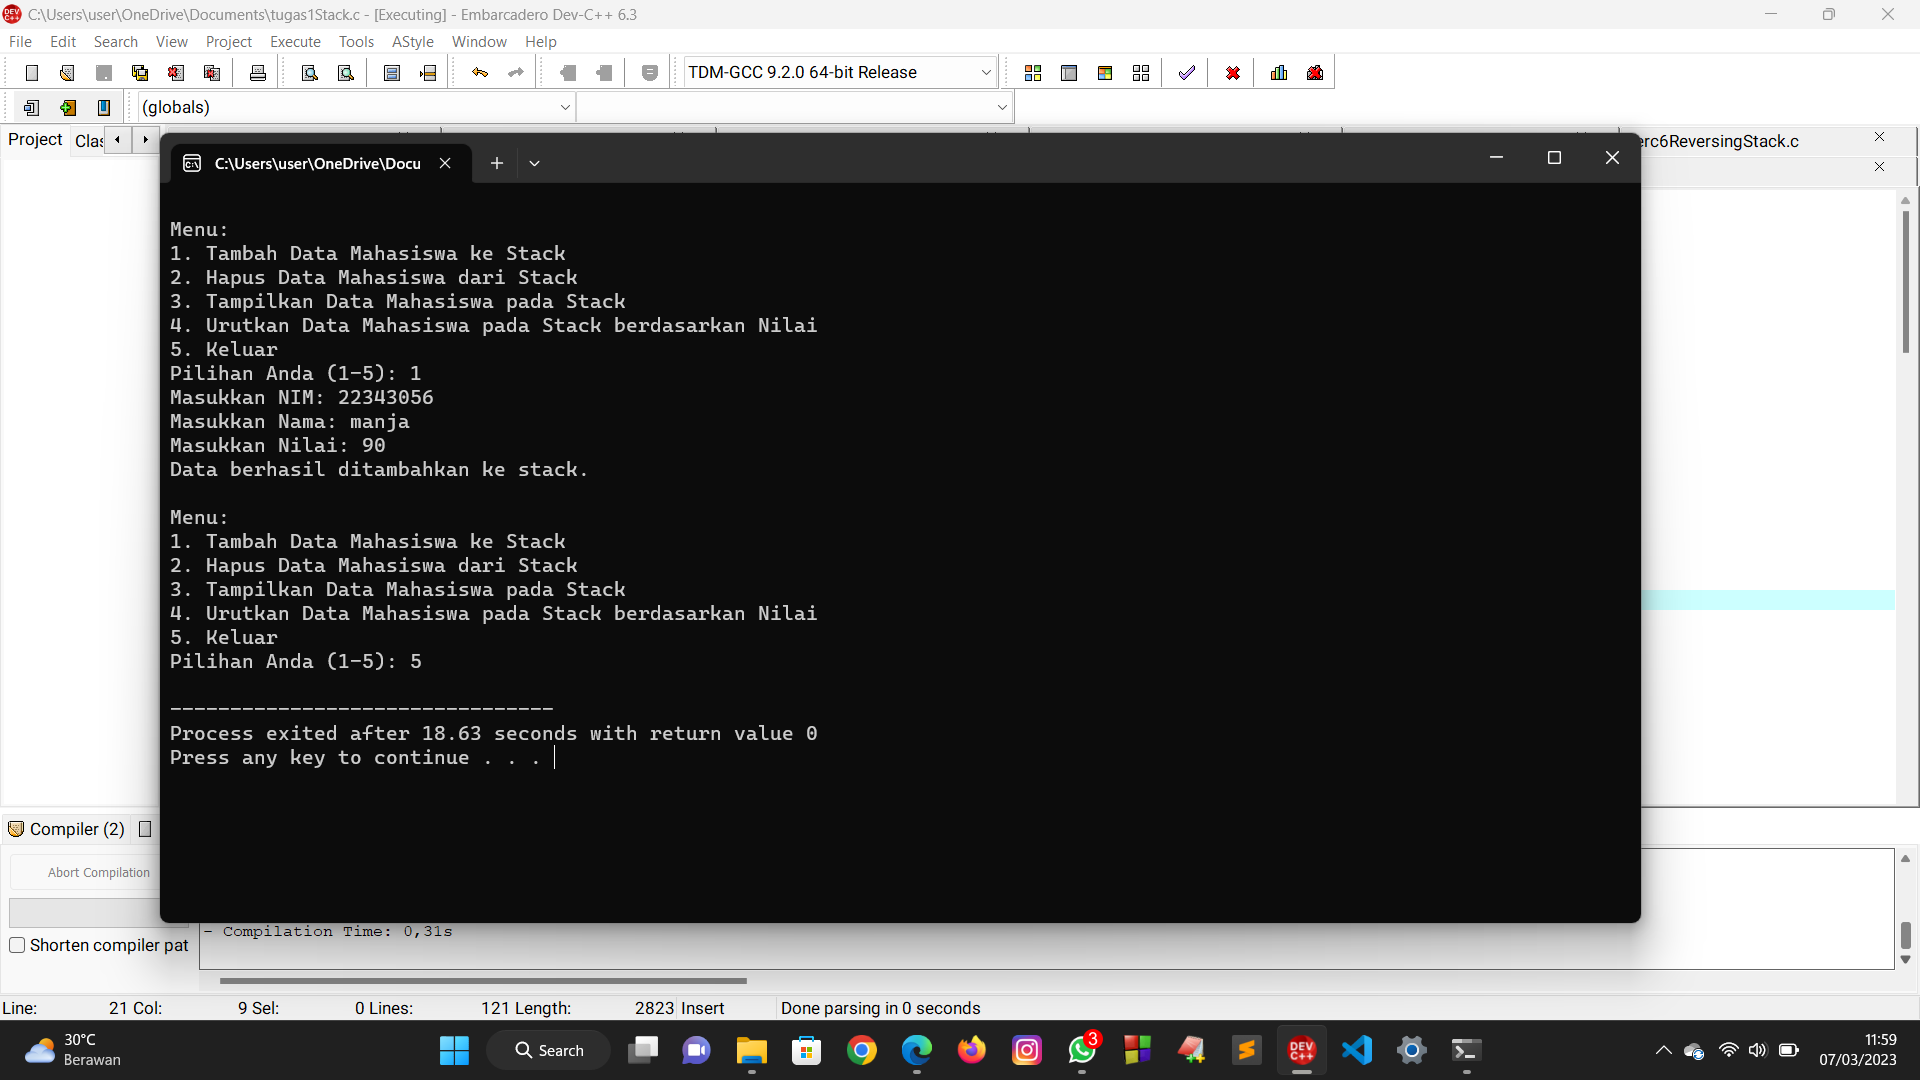 C:\Users\user\OneDrive\Documents\tugas1Stack.c - [Executing] - Embarcadero Dev-C++ 6.3
File Edit Search View Project Execute Tools AStyle Window Help
TDM-GCC 9.2.0 64-bit Release
(globals)
Project
C:\Users\user\OneDrive\Docu
Menu:
1. Tambah Data Mahasiswa ke Stack
2. Hapus Data Mahasiswa dari Stack
3. Tampilkan Data Mahasiswa pada Stack
4. Urutkan Data Mahasiswa pada Stack berdasarkan Nilai
5. Keluar
Pilihan Anda (1-5): 1
Masukkan NIM: 22343056
Masukkan Nama: manja
Masukkan Nilai: 90
Data berhasil ditambahkan ke stack.
Menu:
1. Tambah Data Mahasiswa ke Stack
2. Hapus Data Mahasiswa dari Stack
3. Tampilkan Data Mahasiswa pada Stack
4. Urutkan Data Mahasiswa pada Stack berdasarkan Nilai
5. Keluar
Pilihan Anda (1-5): 5
--------------------------------
Process exited after 18.63 seconds with return value 0
Press any key to continue . . .
Compiler (2)
Abort Compilation
Shorten compiler pat
- Compilation Time: 0,31s
Line: 21 Col: 9 Sel: 0 Lines: 121 Length: 2823 Insert Done parsing in 0 seconds
30°C
Berawan
Search
DEV C++
3
11:59
07/03/2023